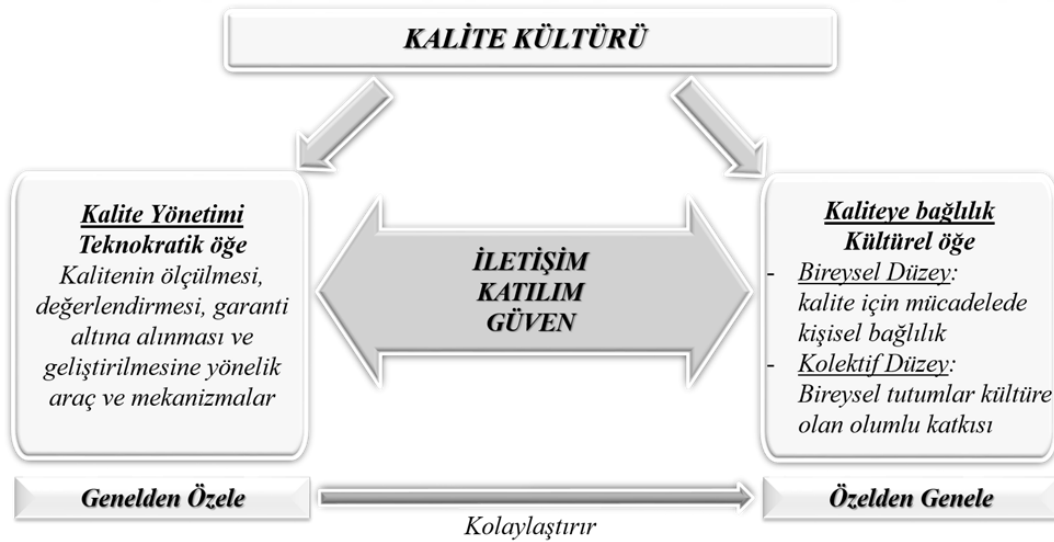 KALİTE KÜLTÜRÜ
Kalite Yönetimi
Teknokratik öğe
Kalitenin ölçülmesi,
değerlendirmesi, garanti
altına alınması ve
geliştirilmesine yönelik
araç ve mekanizmalar
İLETİŞİM
KATILIM
GÜVEN
Kaliteye bağlılık
Kültürel öğe
- Bireysel Düzey:
kalite için mücadelede
kişisel bağlılık
- Kolektif Düzey:
Bireysel tutumlar kültüre
olan olumlu katkısı
Genelden Özele
Kolaylaştırır
Özelden Genele